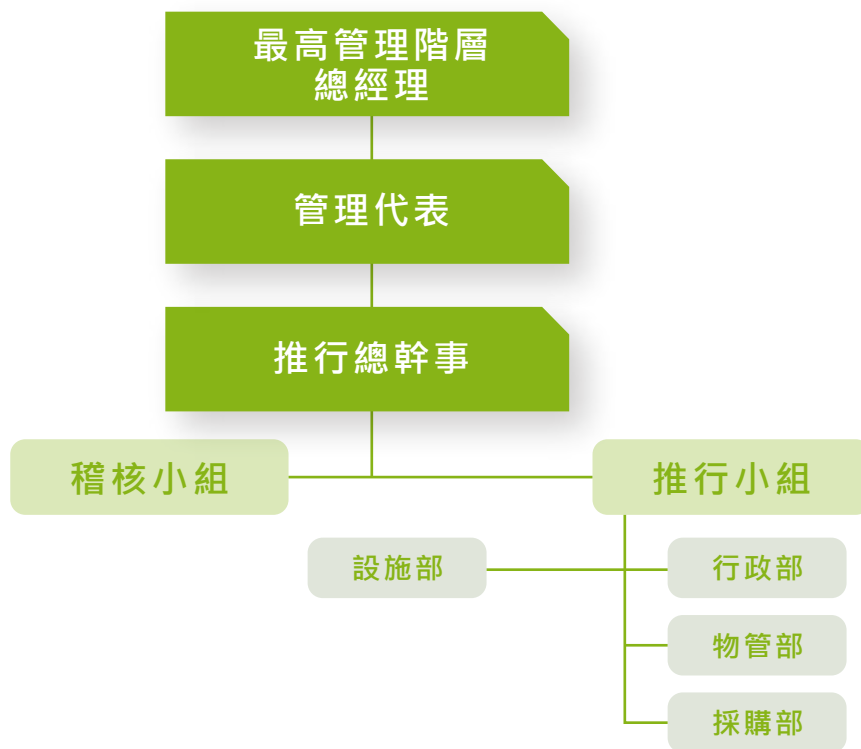 最高管理階層
總經理
管理代表
推行總幹事
稽核小組
推行小組
設施部
行政部
物管部
採購部